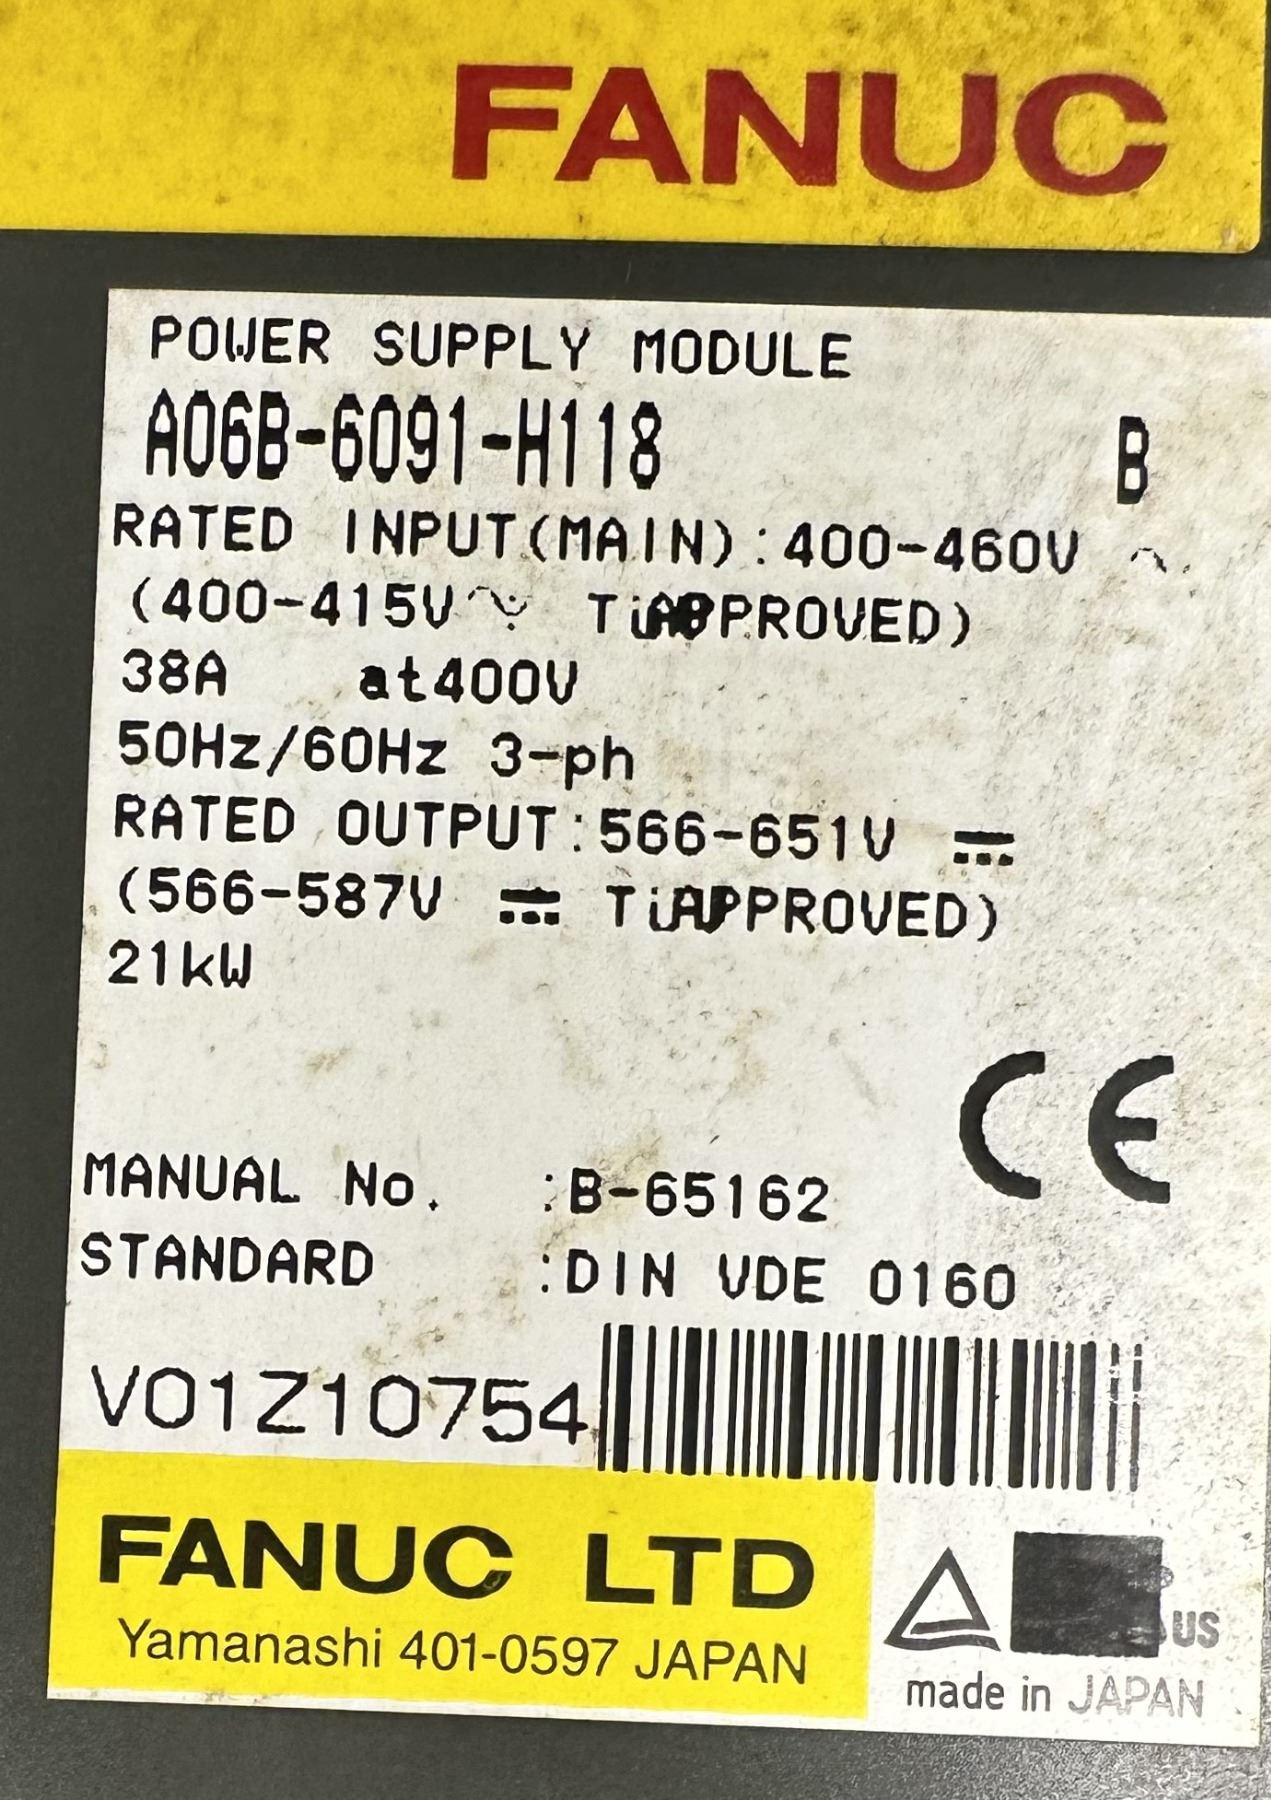 FANUC
POWER SUPPLY MODULE
A06B-6091-H118 B
RATED INPUT(MAIN):400-460V ~
(400-415V APPROVED)
38A at400V
50Hz/60Hz 3-ph
RATED OUTPUT:566-651V ⎓
(566-587V ⎓ APPROVED)
21kW
CE
MANUAL No. :B-65162
STANDARD :DIN VDE 0160
V01Z10754
FANUC LTD
Yamanashi 401-0597 JAPAN
US
made in JAPAN